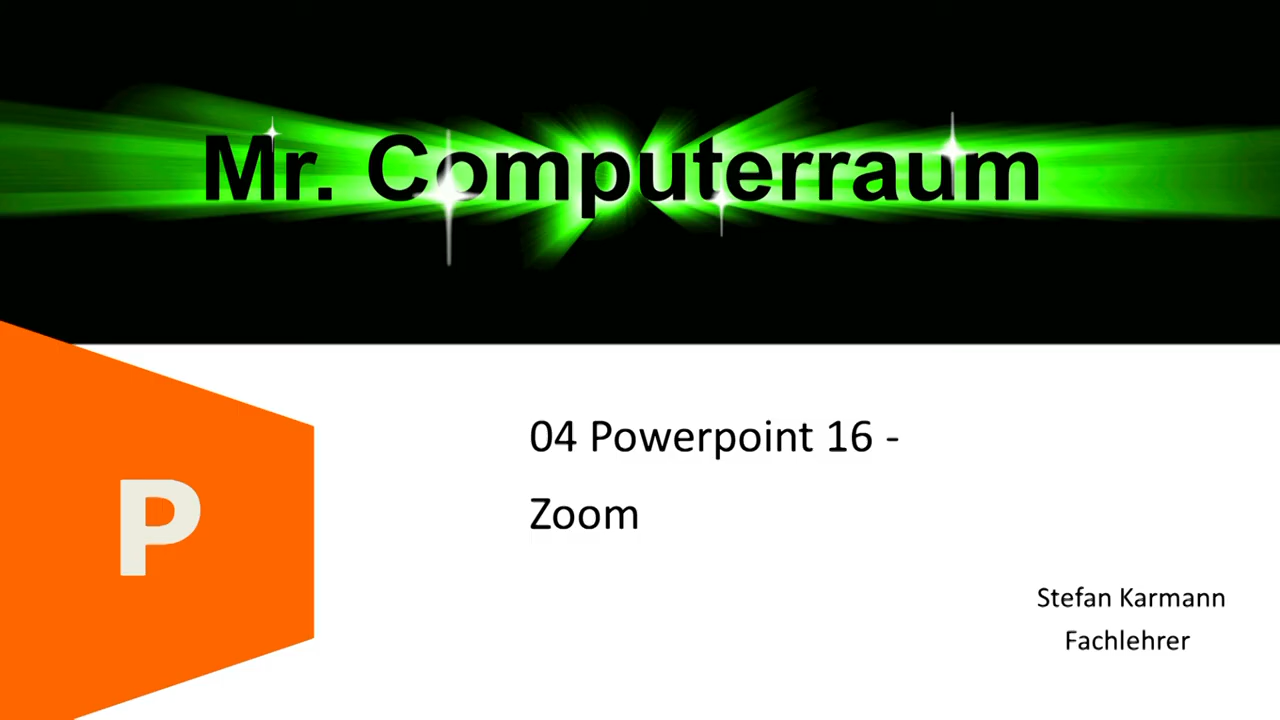 Mr. Computerraum
04 Powerpoint 16 -
Zoom
P
Stefan Karmann
Fachlehrer